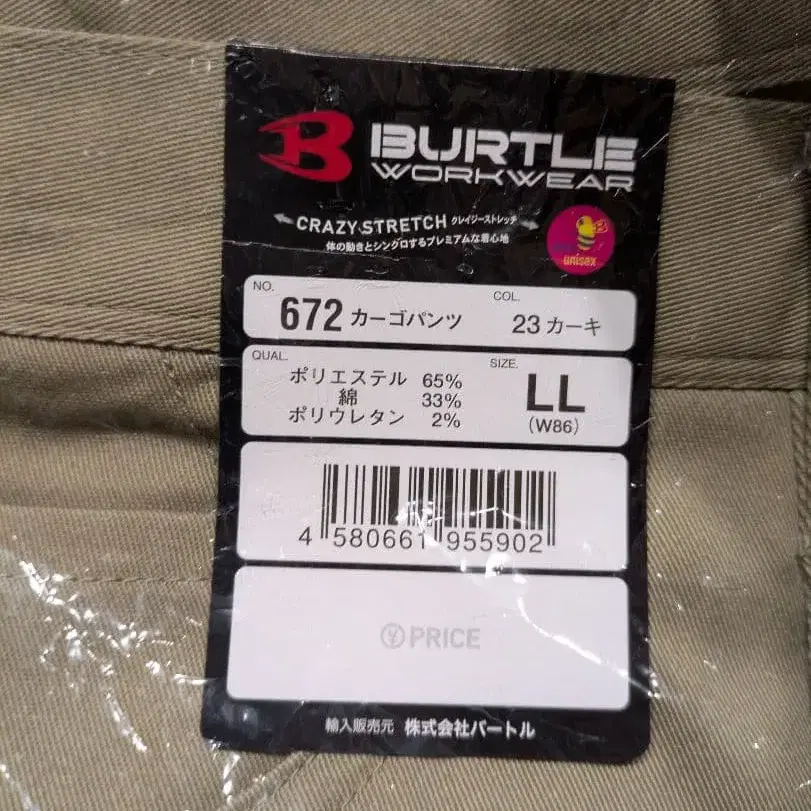 BURTLE
WORKWEAR
CRAZY STRETCH クレイジーストレッチ
体の動きとシンクロするプレミアムな着心地
unisex
NO.
672 カーゴパンツ
COL.
23 カーキ
QUAL.
ポリエステル 65%
綿 33%
ポリウレタン 2%
SIZE.
LL
(W86)
4 580661 955902
¥ PRICE
輸入販売元 株式会社バートル